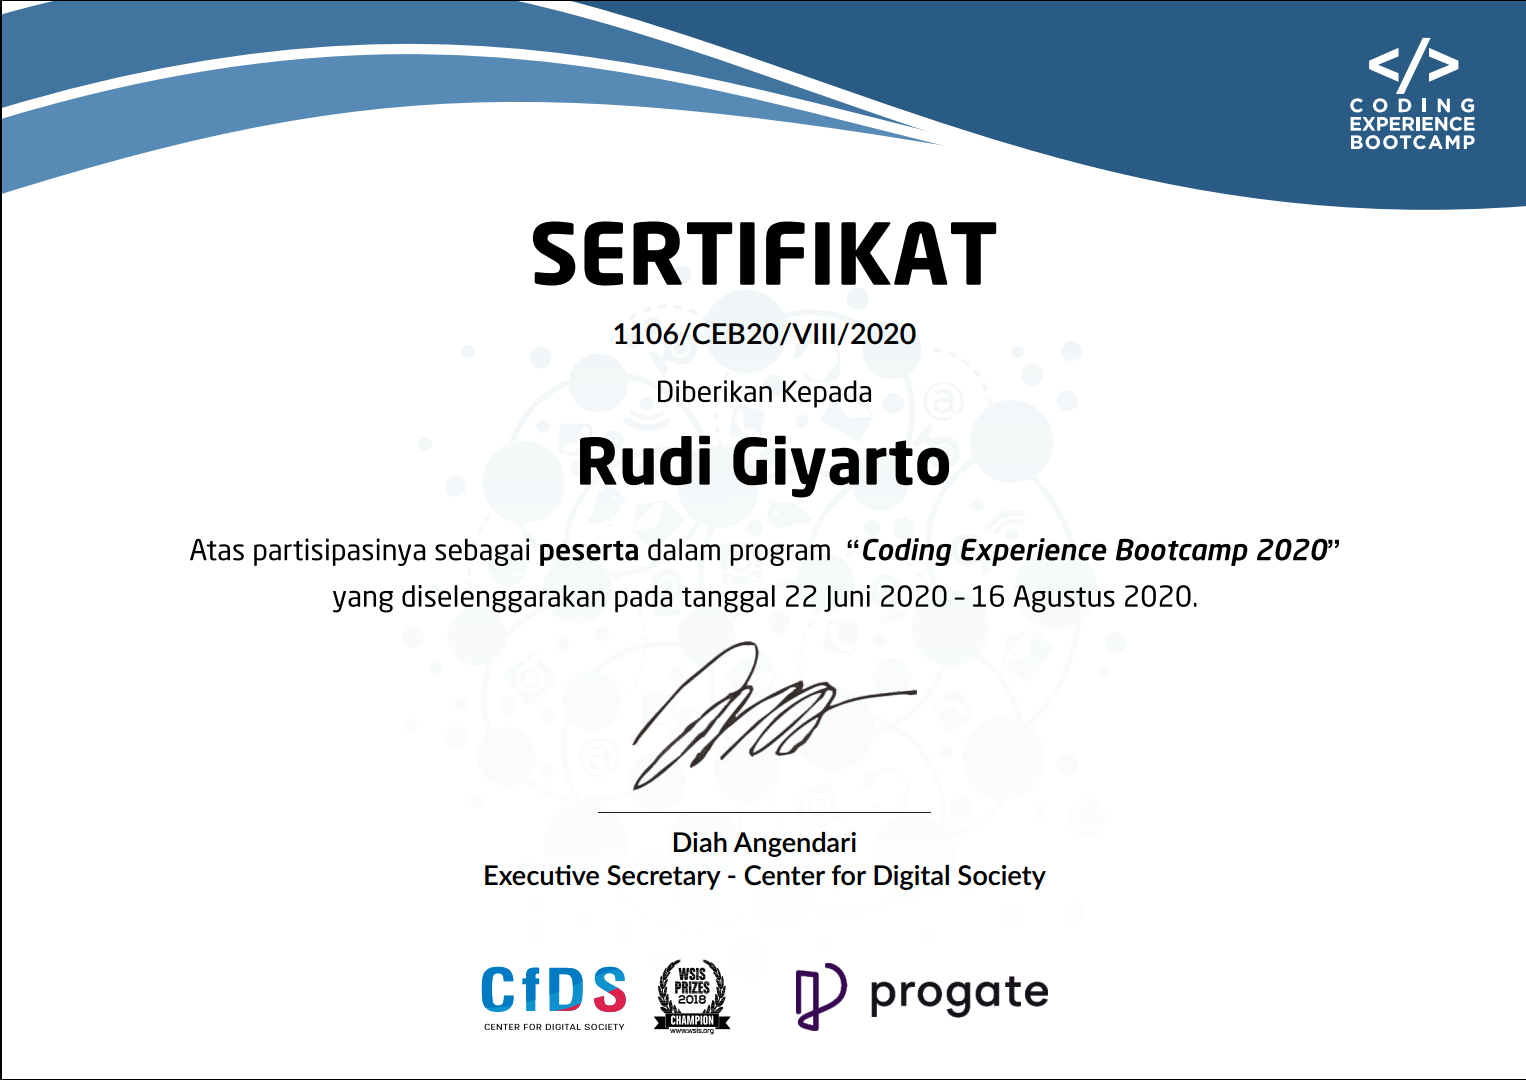 </>
CODING
EXPERIENCE
BOOTCAMP
SERTIFIKAT
1106/CEB20/VIII/2020
Diberikan Kepada
Rudi Giyarto
Atas partisipasinya sebagai peserta dalam program “Coding Experience Bootcamp 2020”
yang diselenggarakan pada tanggal 22 Juni 2020 – 16 Agustus 2020.
Diah Angendari
Executive Secretary - Center for Digital Society
CfDS
CENTER FOR DIGITAL SOCIETY
WSIS
PRIZES
2018
CHAMPION
www.wsis.org
progate